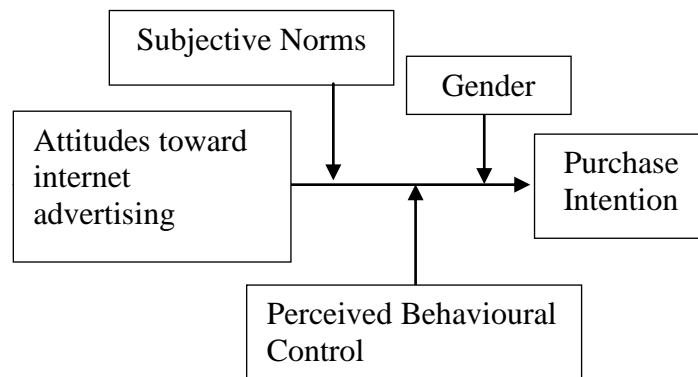 Subjective Norms
Gender
Attitudes toward
internet
advertising
Purchase
Intention
Perceived Behavioural
Control